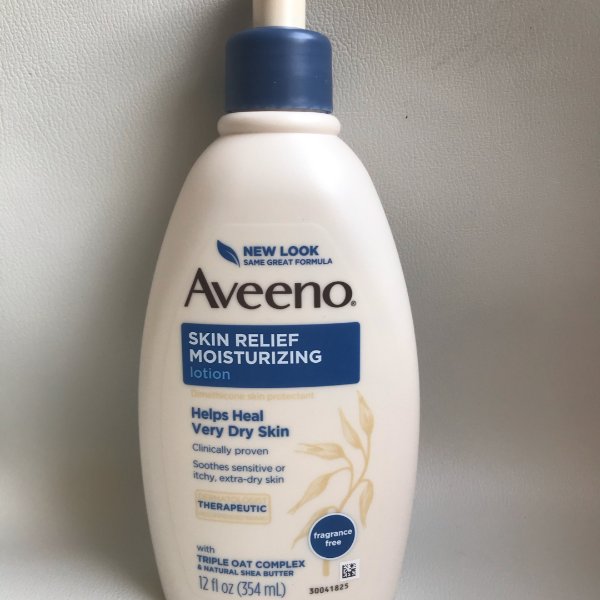 NEW LOOK
SAME GREAT FORMULA
Aveeno®
SKIN RELIEF
MOISTURIZING
lotion
Dimethicone skin protectant
Helps Heal
Very Dry Skin
Clinically proven
Soothes sensitive or
itchy, extra-dry skin
DERMATOLOGIST
THERAPEUTIC
fragrance
free
with
TRIPLE OAT COMPLEX
& NATURAL SHEA BUTTER
12 fl oz (354 mL)
30041825